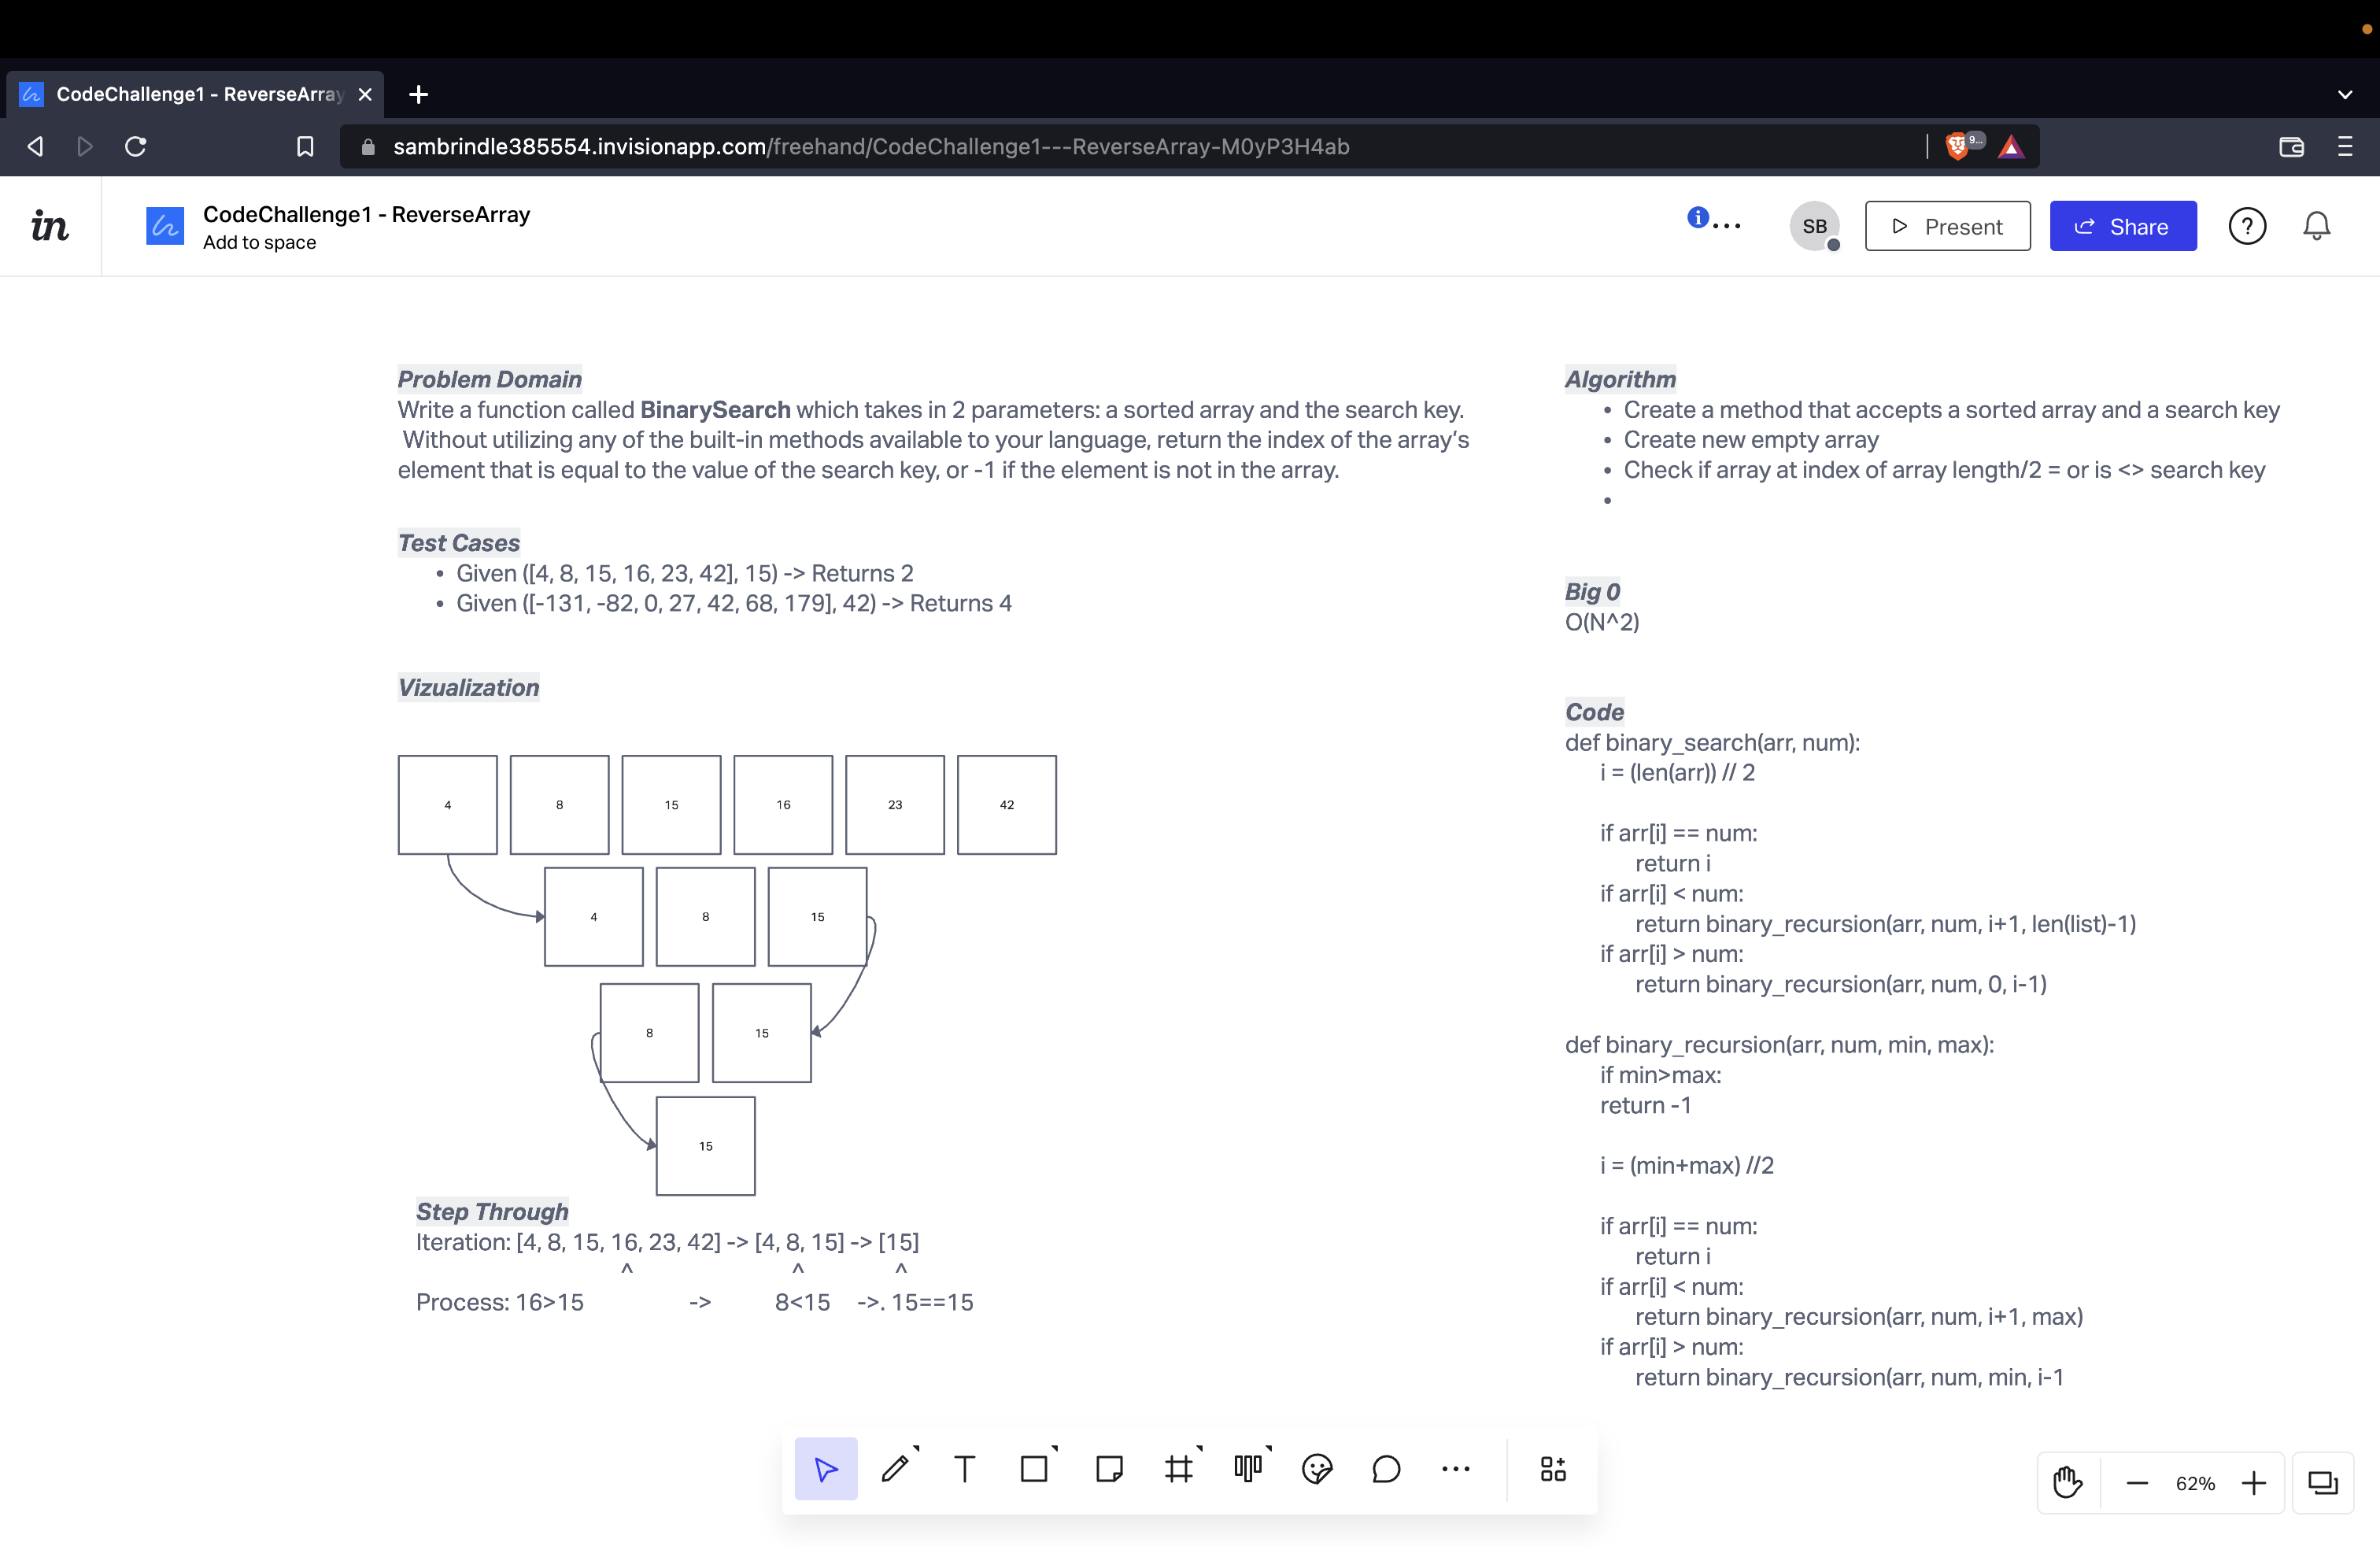 CodeChallenge1 - ReverseArray
sambrindle385554.invisionapp.com/freehand/CodeChallenge1---ReverseArray-M0yP3H4ab
9...
in
CodeChallenge1 - ReverseArray
Add to space
SB
Present
Share
?
Problem Domain
Write a function called BinarySearch which takes in 2 parameters: a sorted array and the search key.
Without utilizing any of the built-in methods available to your language, return the index of the array's
element that is equal to the value of the search key, or -1 if the element is not in the array.
Test Cases
• Given ([4, 8, 15, 16, 23, 42], 15) -> Returns 2
• Given ([-131, -82, 0, 27, 42, 68, 179], 42) -> Returns 4
Vizualization
4 8 15 16 23 42
4 8 15
8 15
15
Step Through
Iteration: [4, 8, 15, 16, 23, 42] -> [4, 8, 15] -> [15]
^ ^ ^
Process: 16>15 -> 8<15 ->. 15==15
Algorithm
• Create a method that accepts a sorted array and a search key
• Create new empty array
• Check if array at index of array length/2 = or is <> search key
•
Big 0
O(N^2)
Code
def binary_search(arr, num):
i = (len(arr)) // 2
if arr[i] == num:
return i
if arr[i] < num:
return binary_recursion(arr, num, i+1, len(list)-1)
if arr[i] > num:
return binary_recursion(arr, num, 0, i-1)
def binary_recursion(arr, num, min, max):
if min>max:
return -1
i = (min+max) //2
if arr[i] == num:
return i
if arr[i] < num:
return binary_recursion(arr, num, i+1, max)
if arr[i] > num:
return binary_recursion(arr, num, min, i-1
T
62%